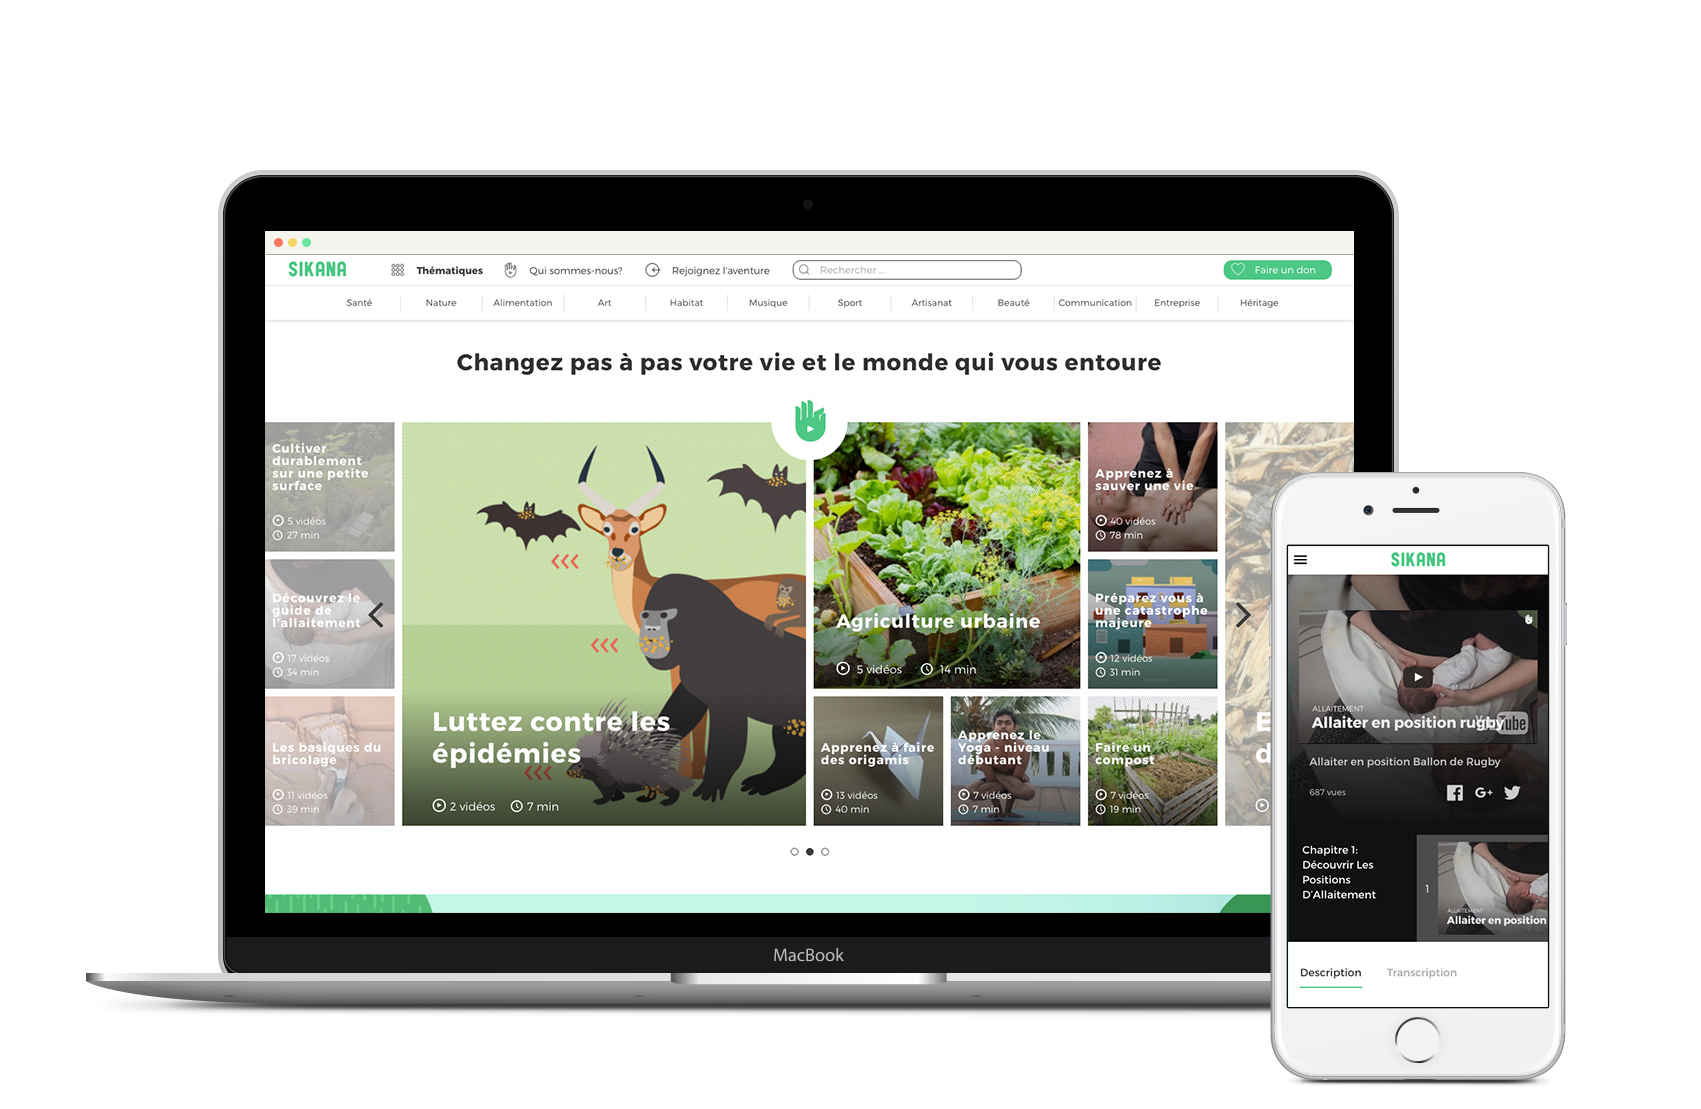 SIKANA
Thématiques
Qui sommes-nous?
Rejoignez l'aventure
Rechercher ...
Faire un don
Santé
Nature
Alimentation
Art
Habitat
Musique
Sport
Artisanat
Beauté
Communication
Entreprise
Héritage
Changez pas à pas votre vie et le monde qui vous entoure
Cultiver
durablement
sur une petite
surface
5 vidéos
27 min
Découvrez le
guide de
l'allaitement
17 vidéos
34 min
Les basiques du
bricolage
11 vidéos
39 min
Luttez contre les
épidémies
2 vidéos
7 min
Agriculture urbaine
5 vidéos
14 min
Apprenez à faire
des origamis
13 vidéos
40 min
Apprenez le
Yoga - niveau
débutant
7 vidéos
7 min
Apprenez à
sauver une vie
40 vidéos
78 min
Préparez vous à
une catastrophe
majeure
12 vidéos
31 min
Faire un
compost
7 vidéos
19 min
E
d
MacBook
SIKANA
ALLAITEMENT
Allaiter en position rugby
Allaiter en position Ballon de Rugby
687 vues
G+
Chapitre 1:
Découvrir Les
Positions
D'Allaitement
1
ALLAITEMENT
Allaiter en position
Description
Transcription